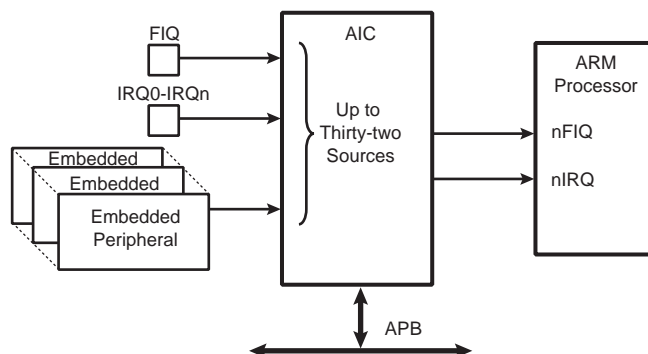 FIQ
IRQ0-IRQn
Embedded
Embedded
Embedded
Peripheral
AIC
Up to
Thirty-two
Sources
APB
ARM
Processor
nFIQ
nIRQ